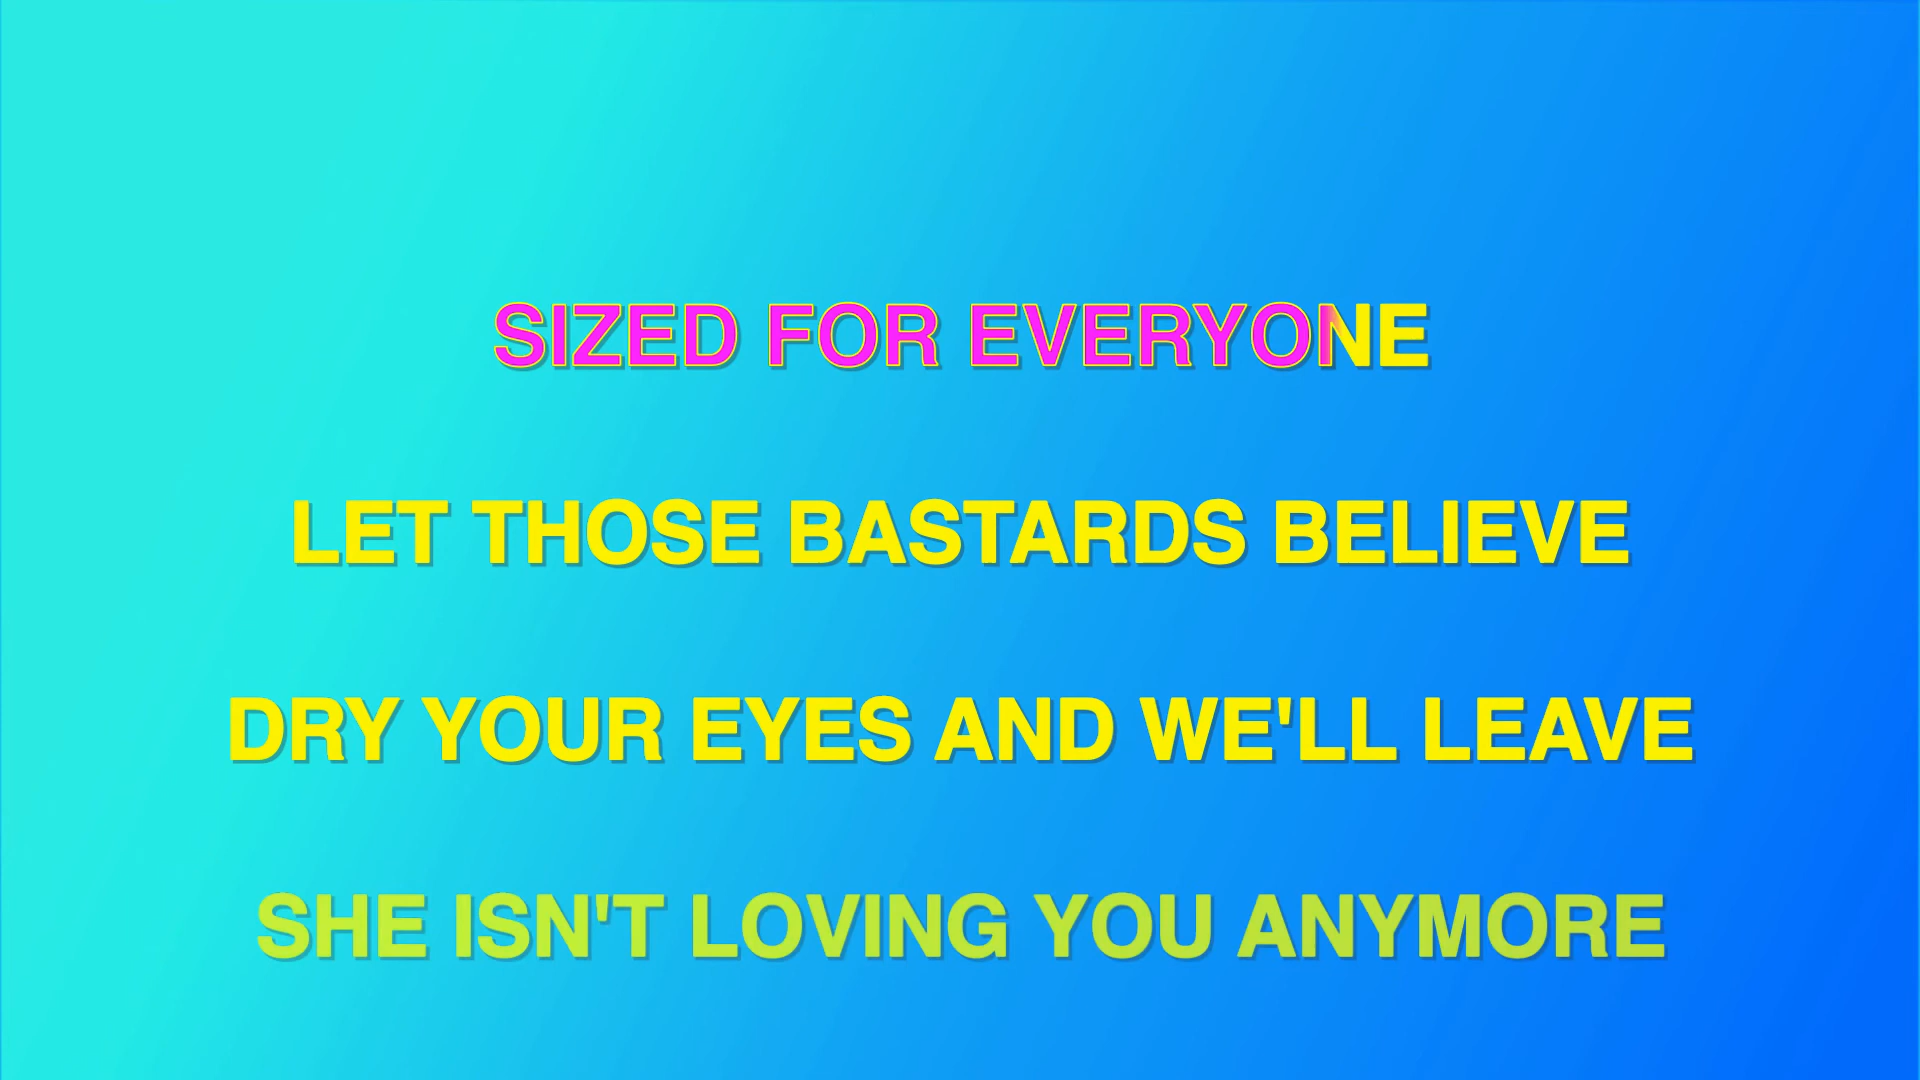 SIZED FOR EVERYONE
LET THOSE BASTARDS BELIEVE
DRY YOUR EYES AND WE'LL LEAVE
SHE ISN'T LOVING YOU ANYMORE